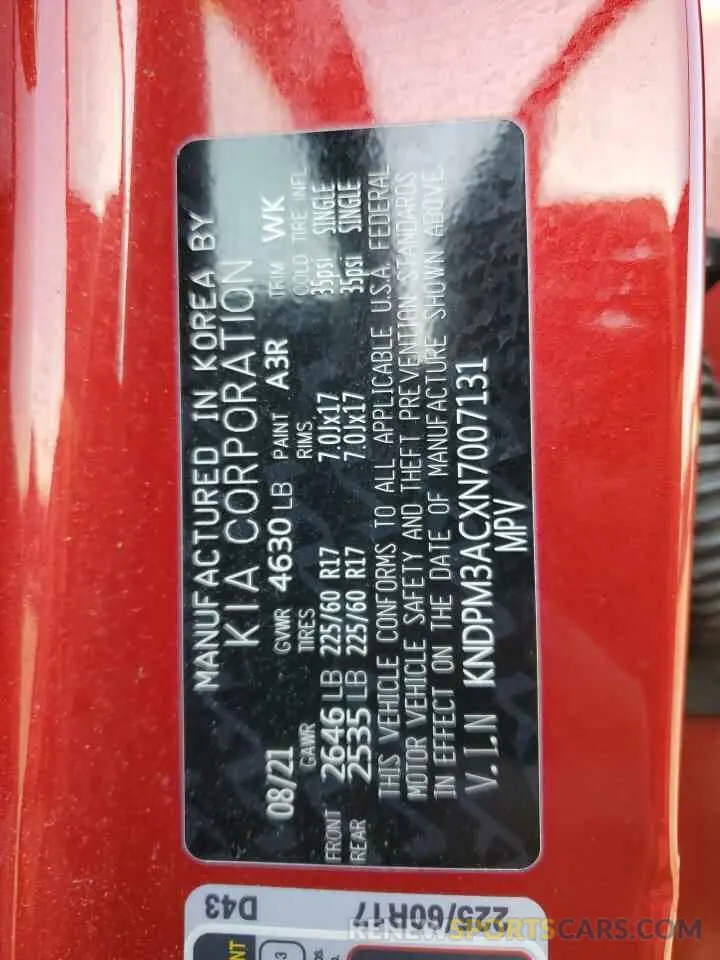 MANUFACTURED IN KOREA BY
KIA CORPORATION
08/21 GVWR 4630 LB PAINT A3R TRIM WK
GAWR TIRES RIMS COLD TIRE INFL
FRONT 2646 LB 225/60 R17 7.0Jx17 35psi SINGLE
REAR 2535 LB 225/60 R17 7.0Jx17 35psi SINGLE
THIS VEHICLE CONFORMS TO ALL APPLICABLE U.S.A. FEDERAL
MOTOR VEHICLE SAFETY AND THEFT PREVENTION STANDARDS
IN EFFECT ON THE DATE OF MANUFACTURE SHOWN ABOVE.
V.I.N KNDPM3ACXN7007131
MPV
D43
225/60R17
3
RENEW.SPORTSCARS.COM